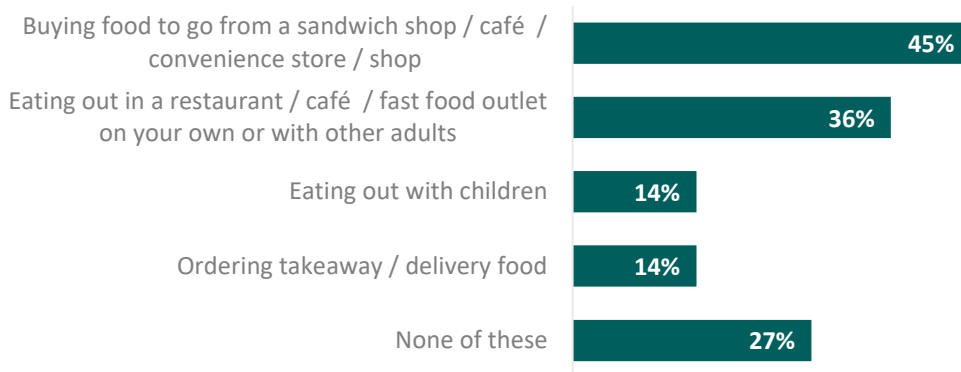 Buying food to go from a sandwich shop / café  /
convenience store / shop
45%
Eating out in a restaurant / café  / fast food outlet
on your own or with other adults
36%
Eating out with children
14%
Ordering takeaway / delivery food
14%
None of these
27%